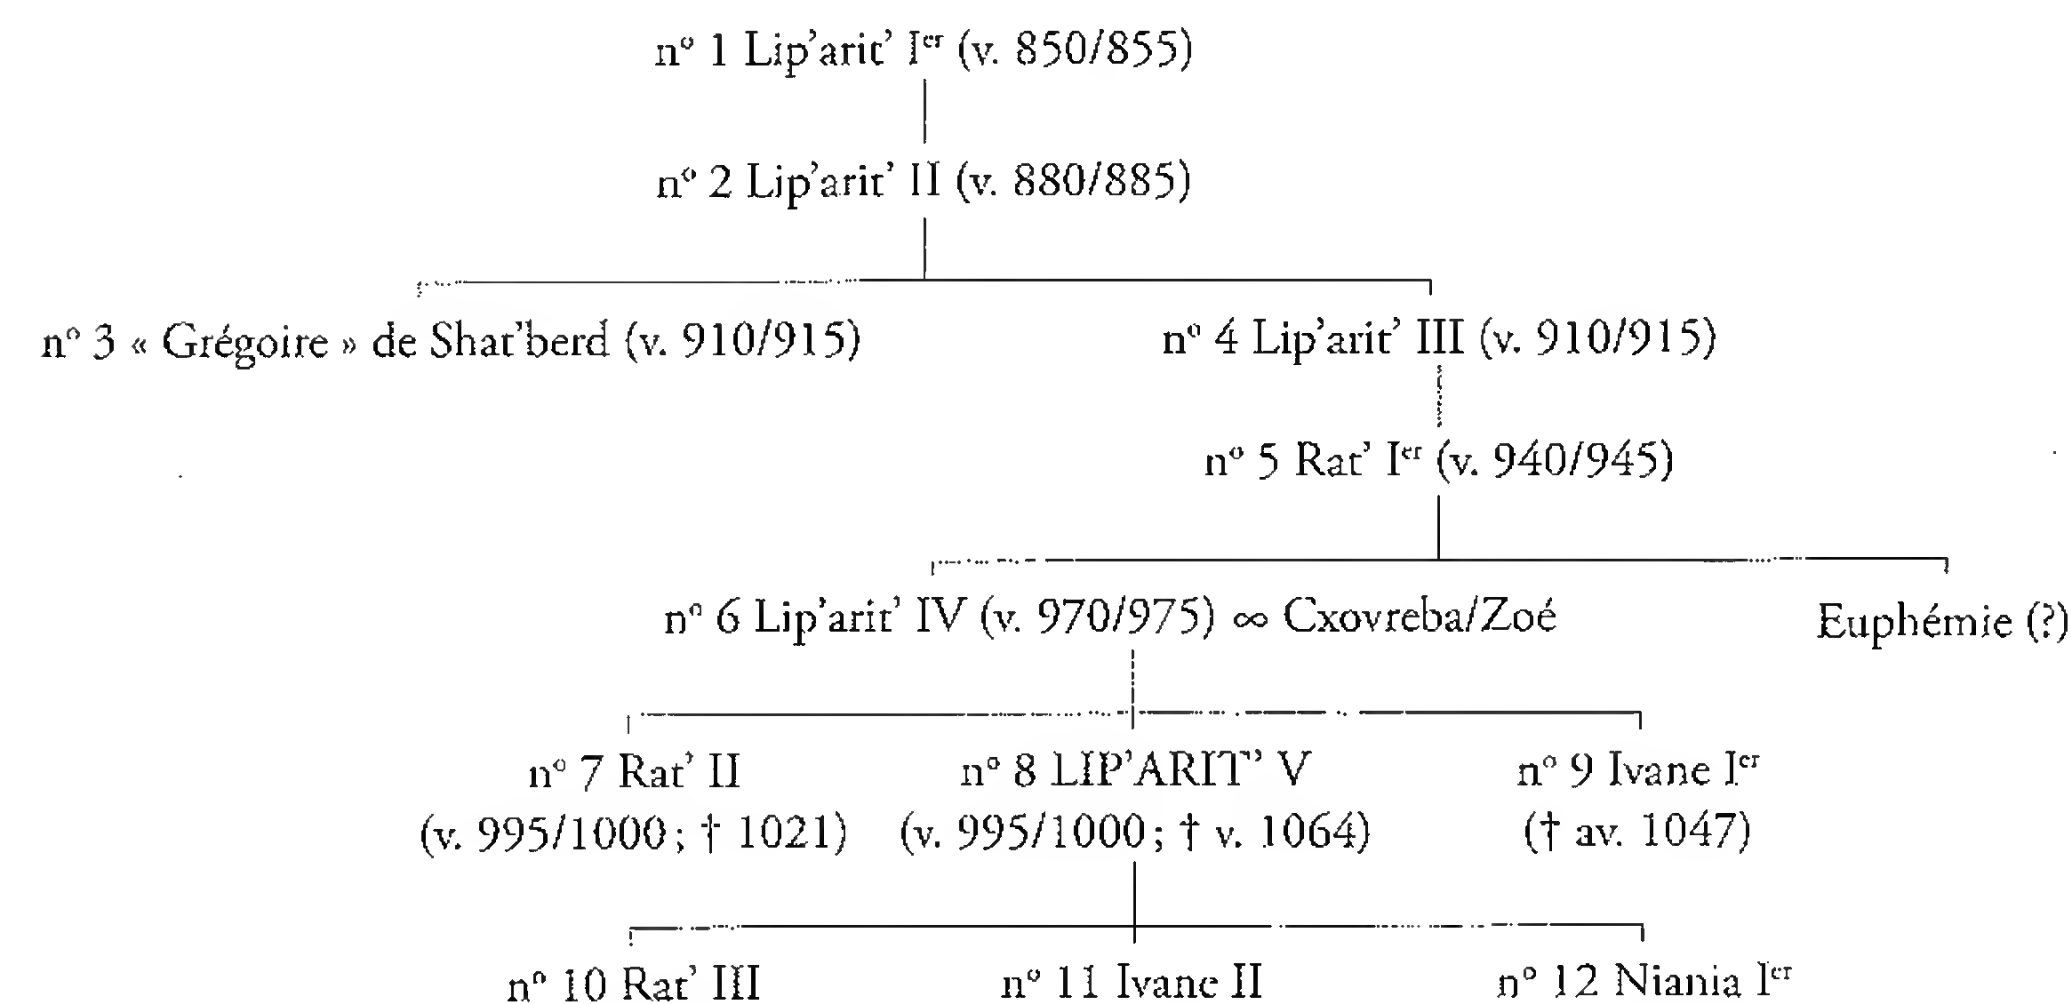 nº 1 Lip’arit’ Iᵉʳ (v. 850/855)
nº 2 Lip’arit’ II (v. 880/885)
nº 3 « Grégoire » de Shat’berd (v. 910/915) nº 4 Lip’arit’ III (v. 910/915)
nº 5 Rat’ Iᵉʳ (v. 940/945)
nº 6 Lip’arit’ IV (v. 970/975) ∞ Cxovreba/Zoé Euphémie (?)
nº 7 Rat’ II nº 8 LIP’ARIT’ V nº 9 Ivane Iᵉʳ
(v. 995/1000 ; † 1021) (v. 995/1000 ; † v. 1064) († av. 1047)
nº 10 Rat’ III nº 11 Ivane II nº 12 Niania Iᵉʳ